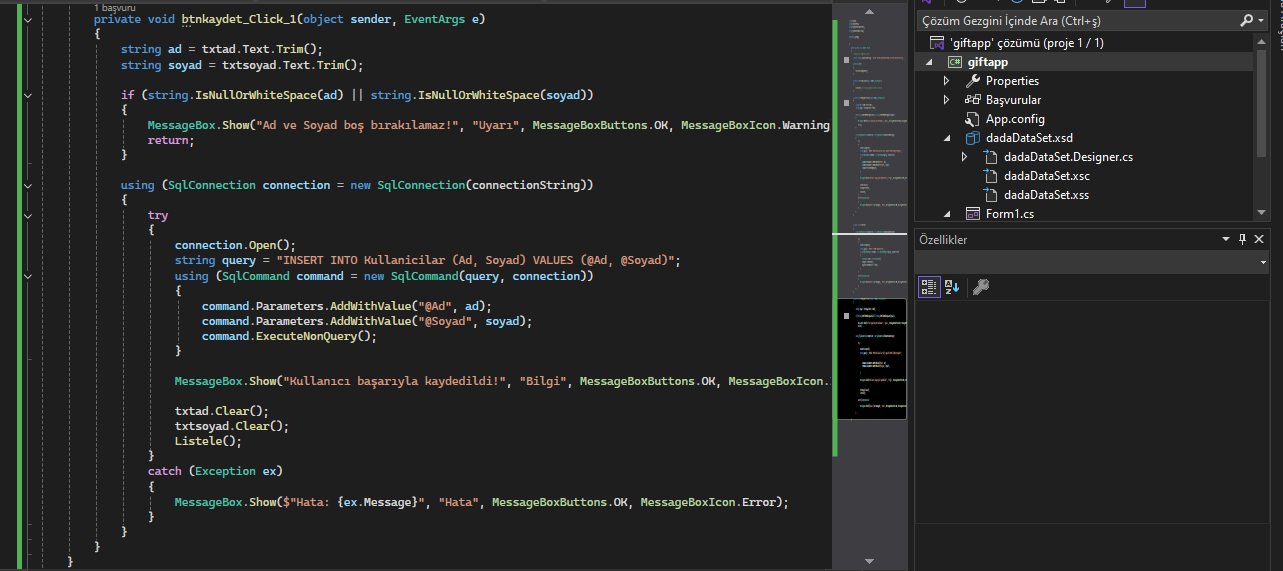 1 başvuru
private void btnkaydet_Click_1(object sender, EventArgs e)
{
string ad = txtad.Text.Trim();
string soyad = txtsoyad.Text.Trim();
if (string.IsNullOrWhiteSpace(ad) || string.IsNullOrWhiteSpace(soyad))
{
MessageBox.Show("Ad ve Soyad boş bırakılamaz!", "Uyarı", MessageBoxButtons.OK, MessageBoxIcon.Warning
return;
}
using (SqlConnection connection = new SqlConnection(connectionString))
{
try
{
connection.Open();
string query = "INSERT INTO Kullanicilar (Ad, Soyad) VALUES (@Ad, @Soyad)";
using (SqlCommand command = new SqlCommand(query, connection))
{
command.Parameters.AddWithValue("@Ad", ad);
command.Parameters.AddWithValue("@Soyad", soyad);
command.ExecuteNonQuery();
}
MessageBox.Show("Kullanıcı başarıyla kaydedildi!", "Bilgi", MessageBoxButtons.OK, MessageBoxIcon.
txtad.Clear();
txtsoyad.Clear();
Listele();
}
catch (Exception ex)
{
MessageBox.Show($"Hata: {ex.Message}", "Hata", MessageBoxButtons.OK, MessageBoxIcon.Error);
}
}
}
}
Çözüm Gezgini İçinde Ara (Ctrl+ş)
'giftapp' çözümü (proje 1 / 1)
C# giftapp
Properties
Başvurular
App.config
dadaDataSet.xsd
dadaDataSet.Designer.cs
dadaDataSet.xsc
dadaDataSet.xss
Form1.cs
Özellikler